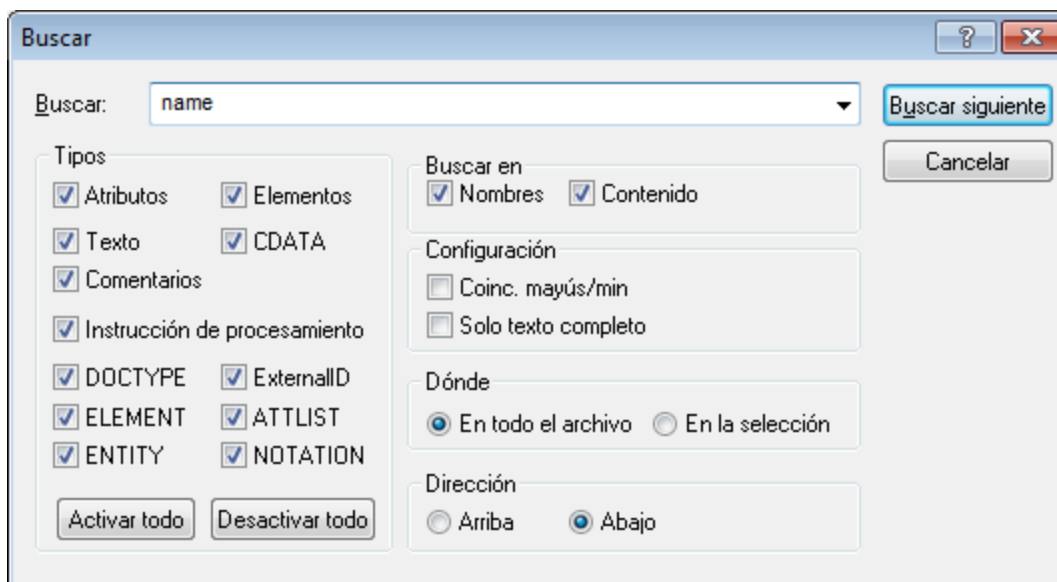 Buscar
Buscar: name
Buscar siguiente
Cancelar
Tipos
Atributos Elementos
Texto CDATA
Comentarios
Instrucción de procesamiento
DOCTYPE ExternalID
ELEMENT ATTLIST
ENTITY NOTATION
Activar todo Desactivar todo
Buscar en
Nombres Contenido
Configuración
Coinc. mayús/min
Solo texto completo
Dónde
En todo el archivo En la selección
Dirección
Arriba Abajo